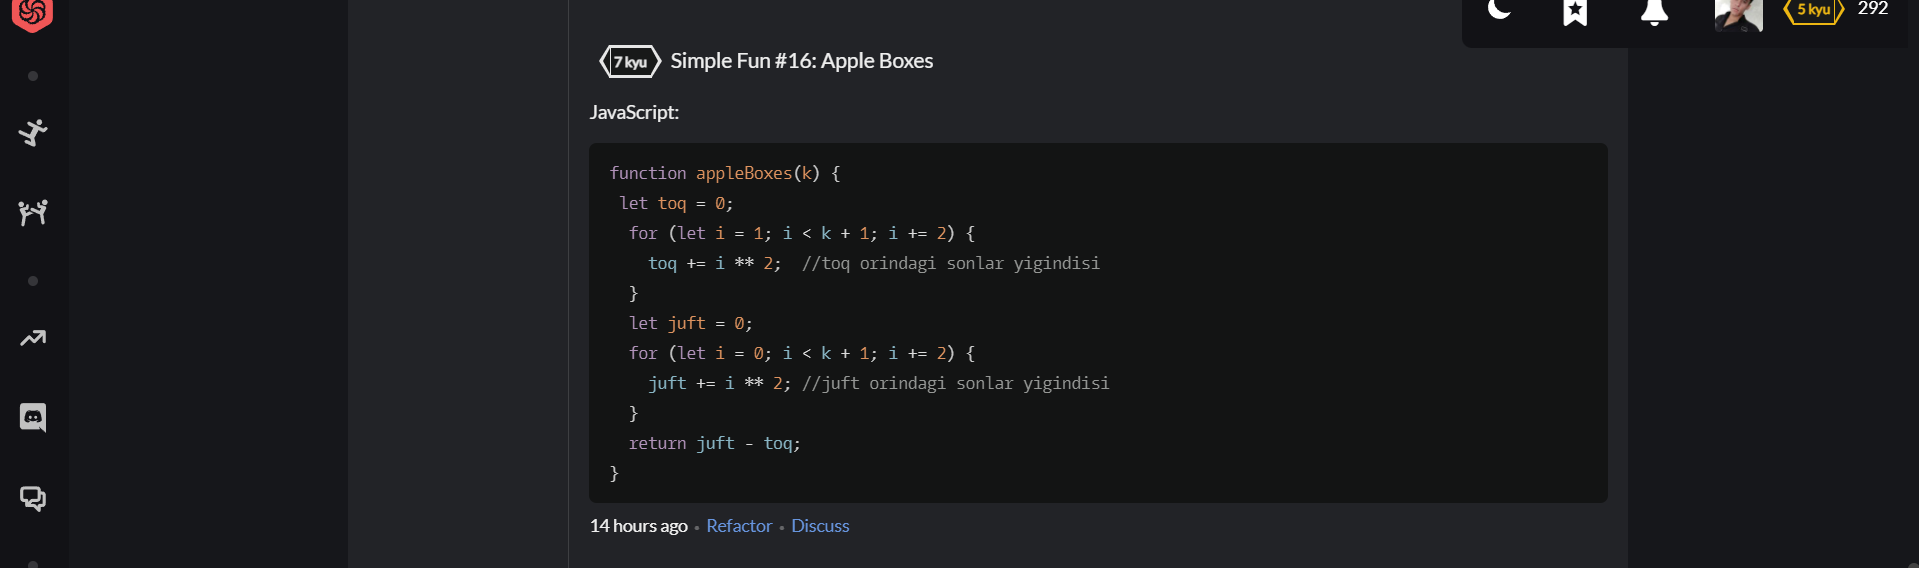 5 kyu 292
7 kyu Simple Fun #16: Apple Boxes
JavaScript:
function appleBoxes(k) {
let toq = 0;
for (let i = 1; i < k + 1; i += 2) {
toq += i ** 2; //toq orindagi sonlar yigindisi
}
let juft = 0;
for (let i = 0; i < k + 1; i += 2) {
juft += i ** 2; //juft orindagi sonlar yigindisi
}
return juft - toq;
}
14 hours ago • Refactor • Discuss